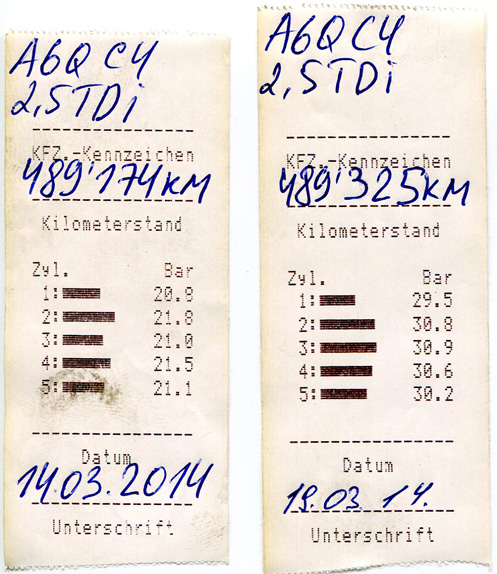 A6Q C4
2,5TDi
KFZ.-Kennzeichen
489'174км
Kilometerstand
Zyl. Bar
1: 20.8
2: 21.8
3: 21.0
4: 21.5
5: 21.1
Datum
14.03.2014
Unterschrift
A6Q C4
2,5TDi
KFZ.-Kennzeichen
489'325км
Kilometerstand
Zyl. Bar
1: 29.5
2: 30.8
3: 30.9
4: 30.6
5: 30.2
Datum
19.03 14.
Unterschrift